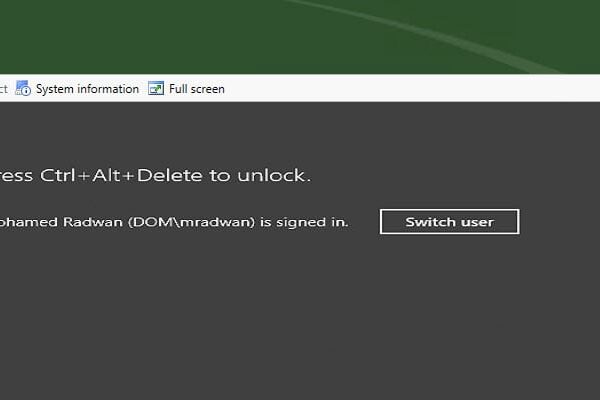 ct System information Full screen
ress Ctrl+Alt+Delete to unlock.
ohamed Radwan (DOM\mradwan) is signed in. Switch user